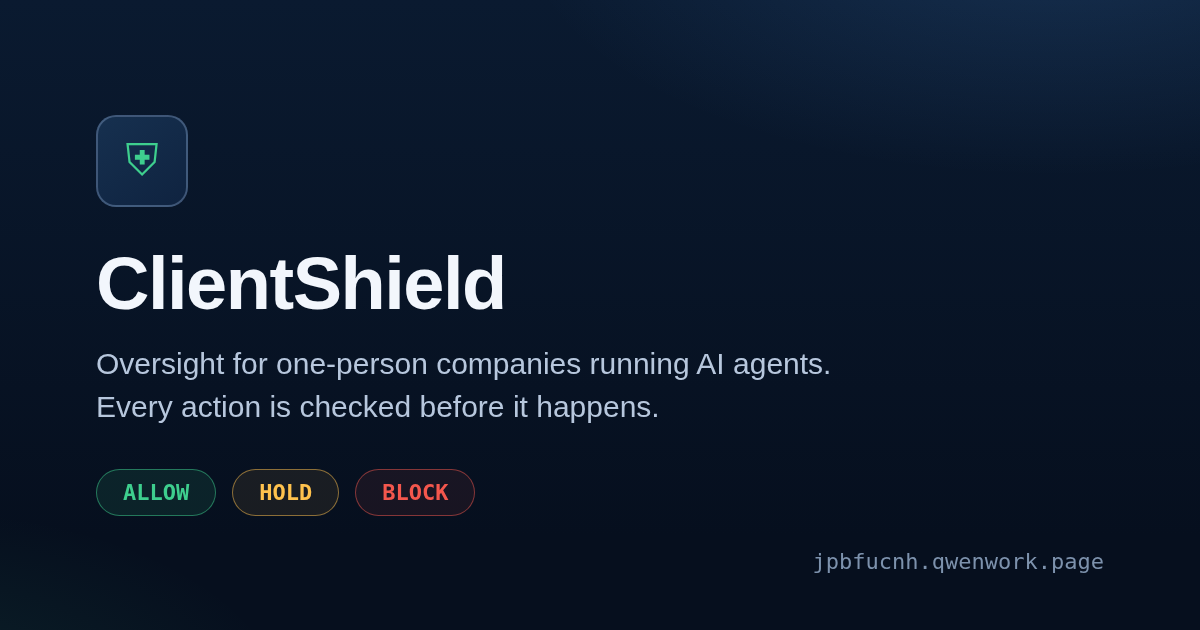 ClientShield
Oversight for one-person companies running AI agents.
Every action is checked before it happens.
ALLOW HOLD BLOCK
jpbfucnh.qwenwork.page